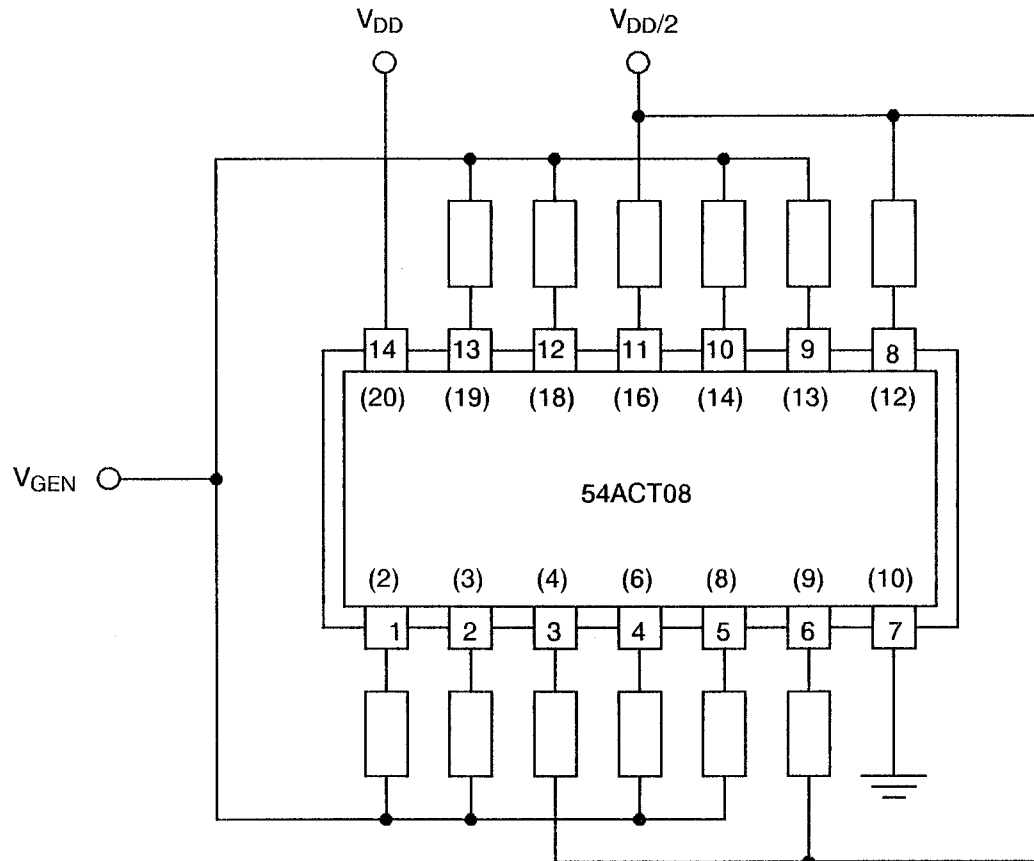 VDD VDD/2
14 13 12 11 10 9 8
(20) (19) (18) (16) (14) (13) (12)
VGEN
54ACT08
(2) (3) (4) (6) (8) (9) (10)
1 2 3 4 5 6 7